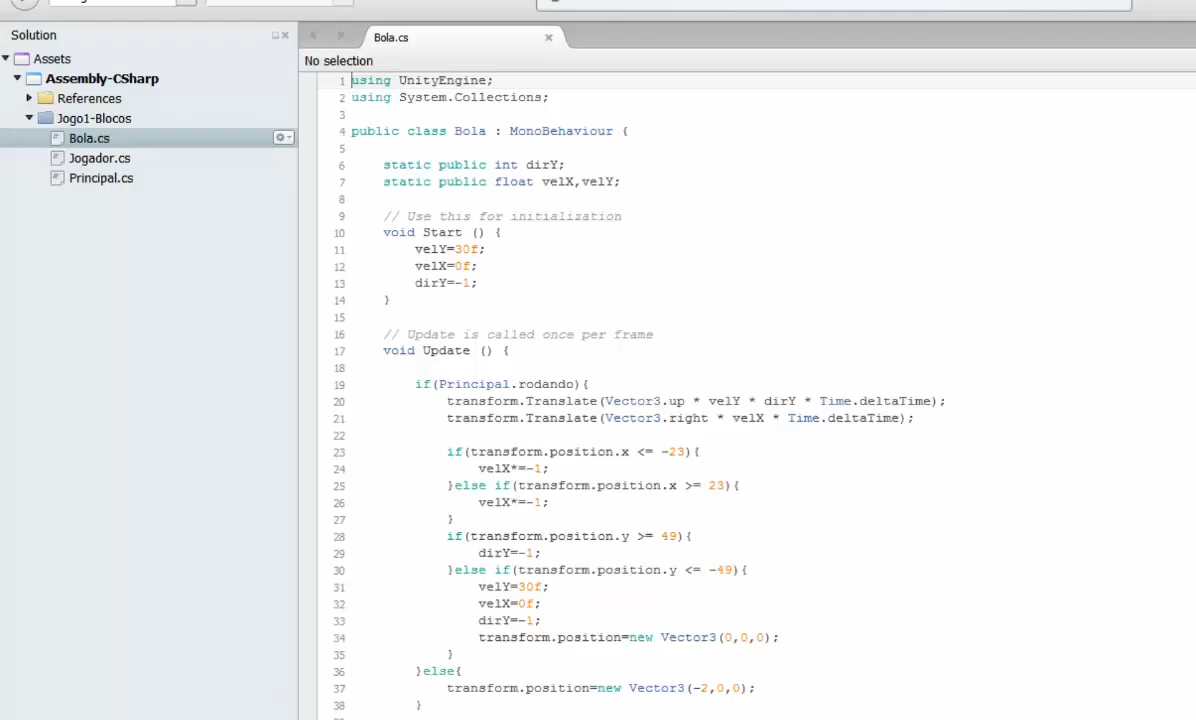 Solution
Assets
Assembly-CSharp
References
Jogo1-Blocos
Bola.cs
Jogador.cs
Principal.cs
Bola.cs
No selection
1 using UnityEngine;
2 using System.Collections;
3
4 public class Bola : MonoBehaviour {
5
6 static public int dirY;
7 static public float velX,velY;
8
9 // Use this for initialization
10 void Start () {
11 velY=30f;
12 velX=0f;
13 dirY=-1;
14 }
15
16 // Update is called once per frame
17 void Update () {
18
19 if(Principal.rodando){
20 transform.Translate(Vector3.up * velY * dirY * Time.deltaTime);
21 transform.Translate(Vector3.right * velX * Time.deltaTime);
22
23 if(transform.position.x <= -23){
24 velX*=-1;
25 }else if(transform.position.x >= 23){
26 velX*=-1;
27 }
28 if(transform.position.y >= 49){
29 dirY=-1;
30 }else if(transform.position.y <= -49){
31 velY=30f;
32 velX=0f;
33 dirY=-1;
34 transform.position=new Vector3(0,0,0);
35 }
36 }else{
37 transform.position=new Vector3(-2,0,0);
38 }